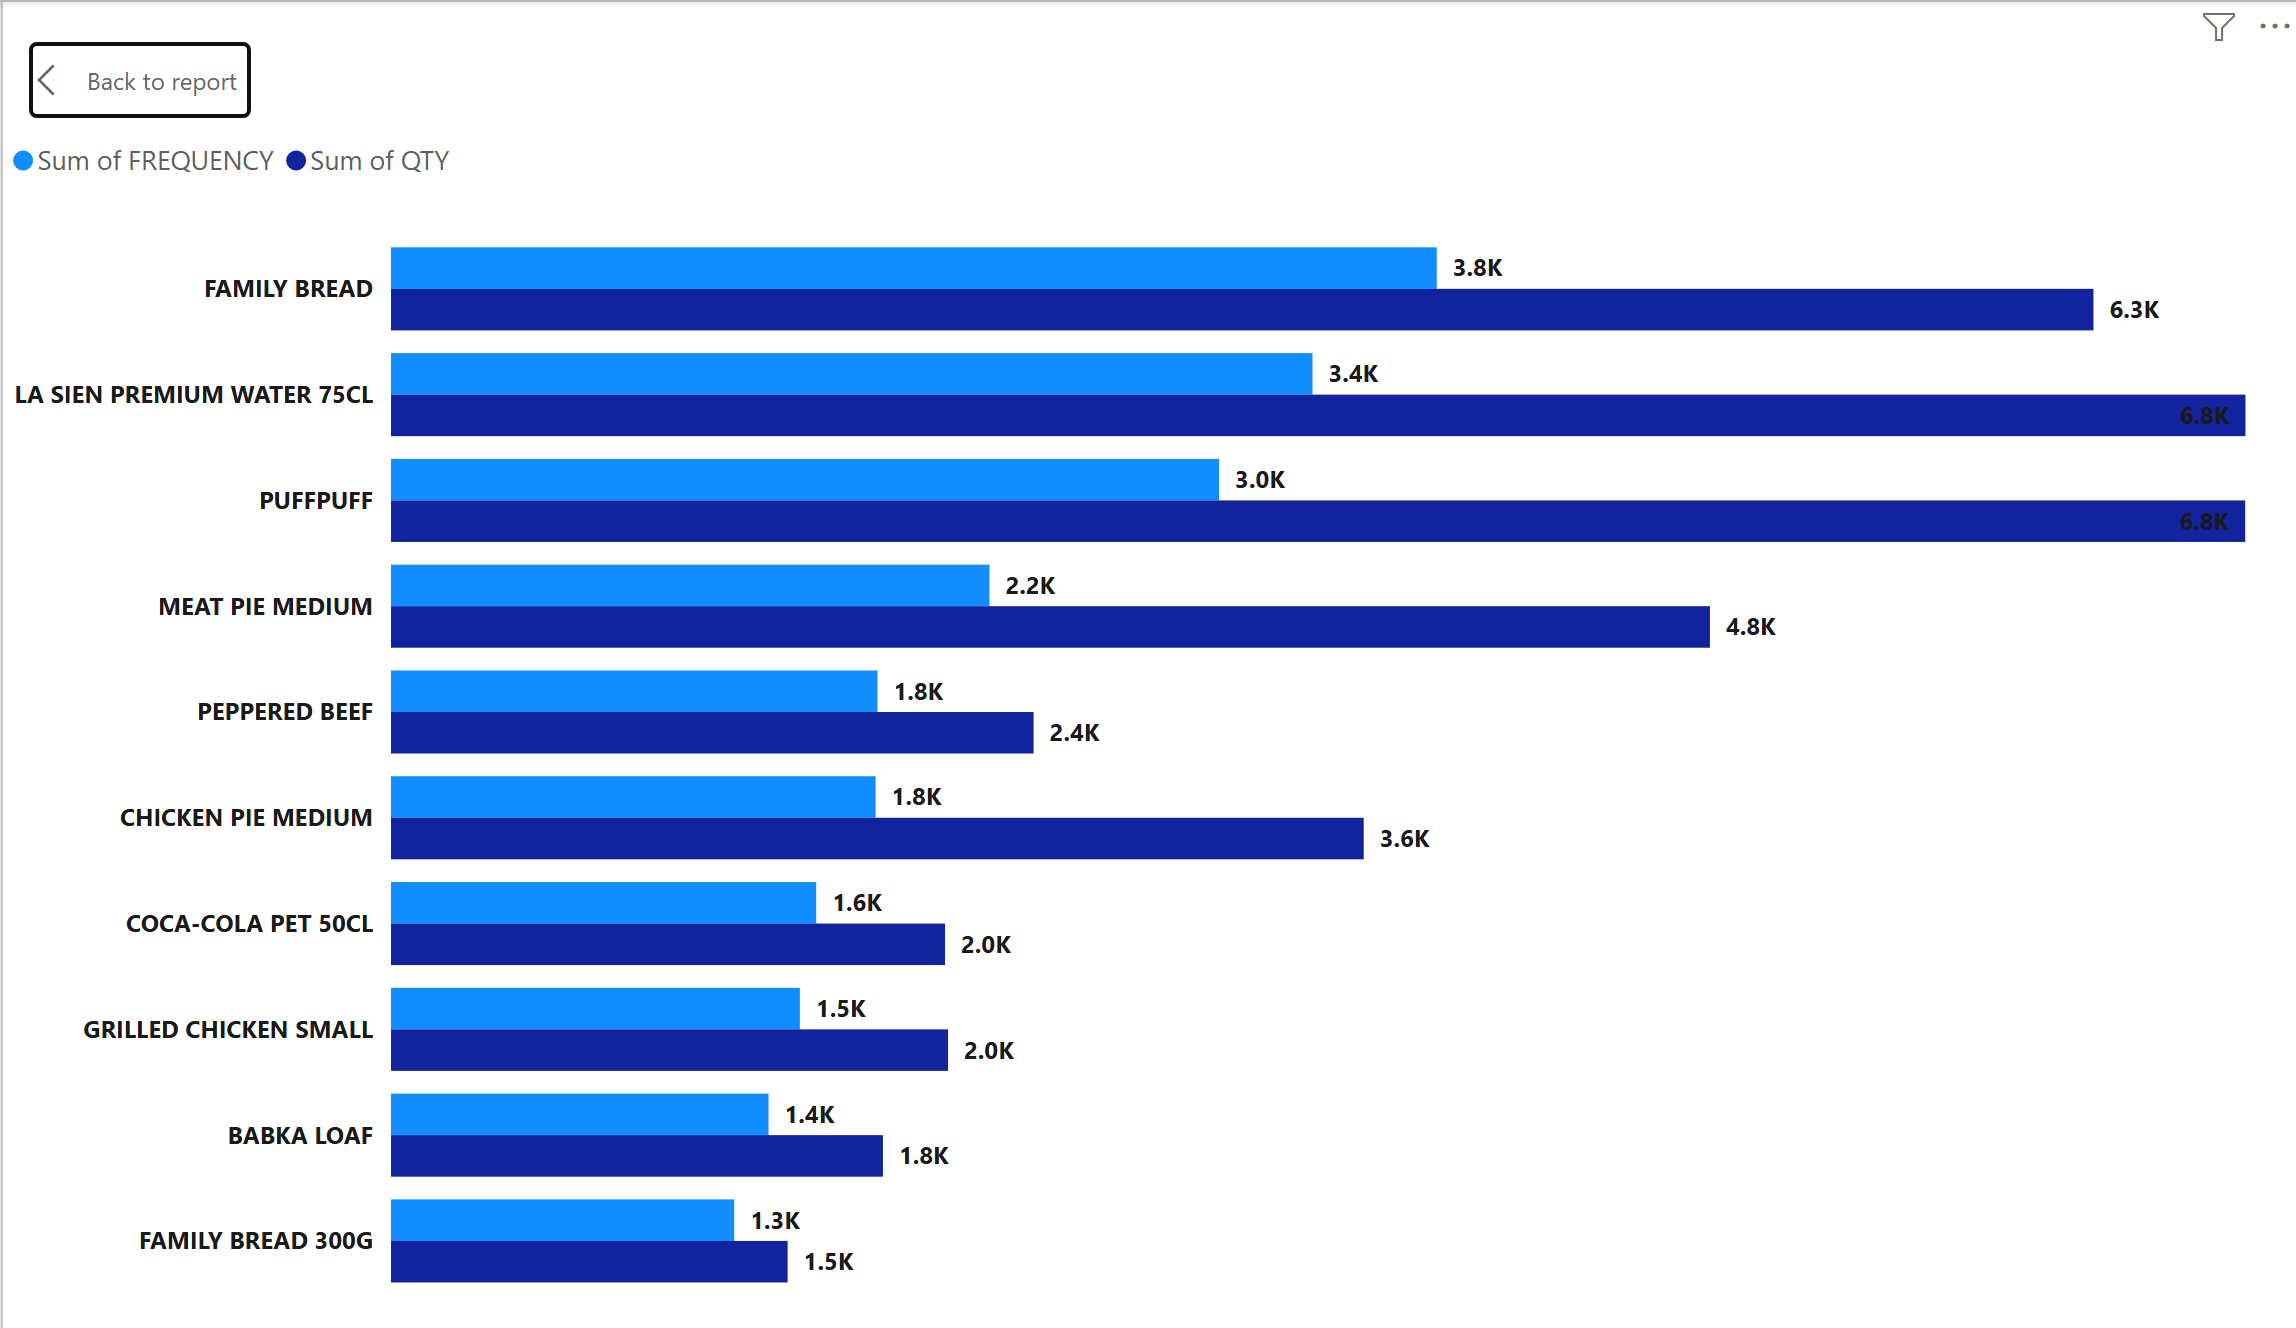 Back to report
Sum of FREQUENCY Sum of QTY
FAMILY BREAD
3.8K
6.3K
LA SIEN PREMIUM WATER 75CL
3.4K
6.8K
PUFFPUFF
3.0K
6.8K
MEAT PIE MEDIUM
2.2K
4.8K
PEPPERED BEEF
1.8K
2.4K
CHICKEN PIE MEDIUM
1.8K
3.6K
COCA-COLA PET 50CL
1.6K
2.0K
GRILLED CHICKEN SMALL
1.5K
2.0K
BABKA LOAF
1.4K
1.8K
FAMILY BREAD 300G
1.3K
1.5K